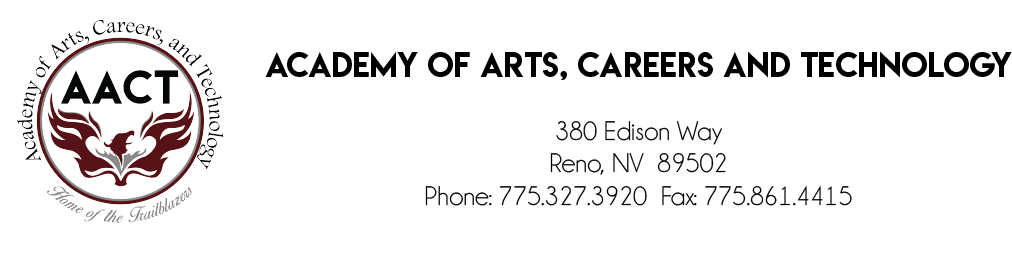 Academy of Arts, Careers, and Technology
AACT
Home of the Trailblazers
ACADEMY OF ARTS, CAREERS AND TECHNOLOGY
380 Edison Way
Reno, NV  89502
Phone: 775.327.3920  Fax: 775.861.4415